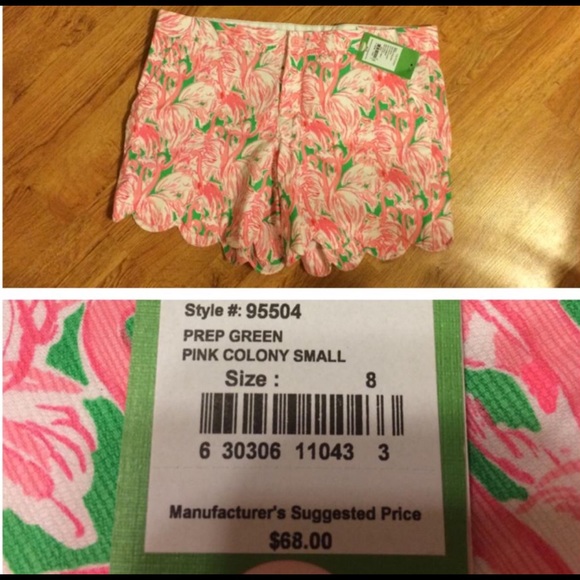 Style #: 95504
PREP GREEN
PINK COLONY SMALL
Size : 8
6 30306 11043 3
Manufacturer's Suggested Price
$68.00